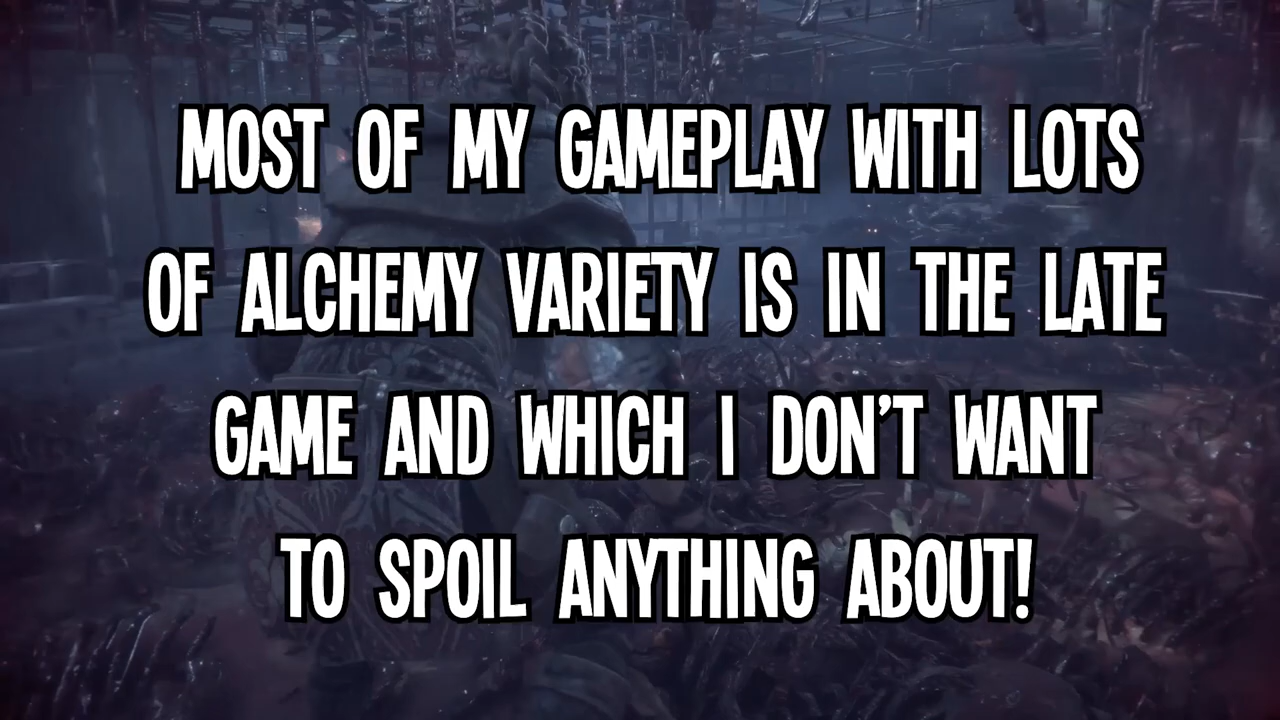 MOST OF MY GAMEPLAY WITH LOTS
OF ALCHEMY VARIETY IS IN THE LATE
GAME AND WHICH I DON'T WANT
TO SPOIL ANYTHING ABOUT!